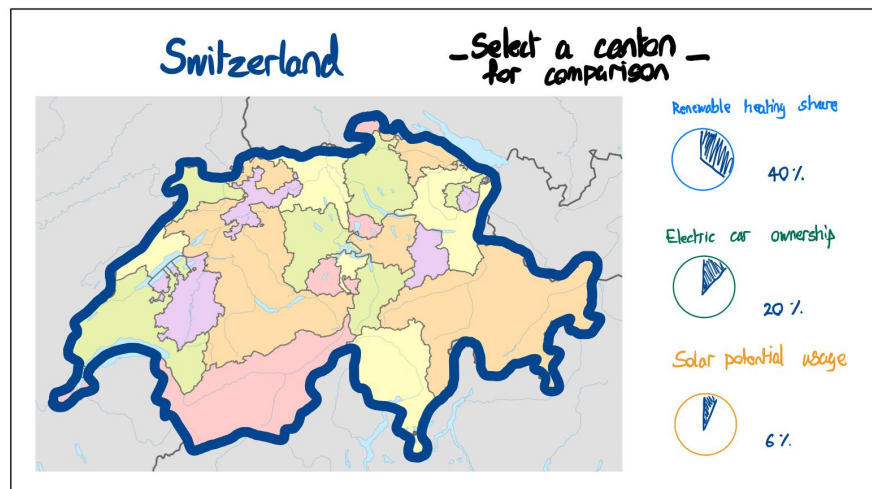 Switzerland
_Select a canton_
for comparison
Renewable heating share
40%
Electric car ownership
20%
Solar potential usage
6%